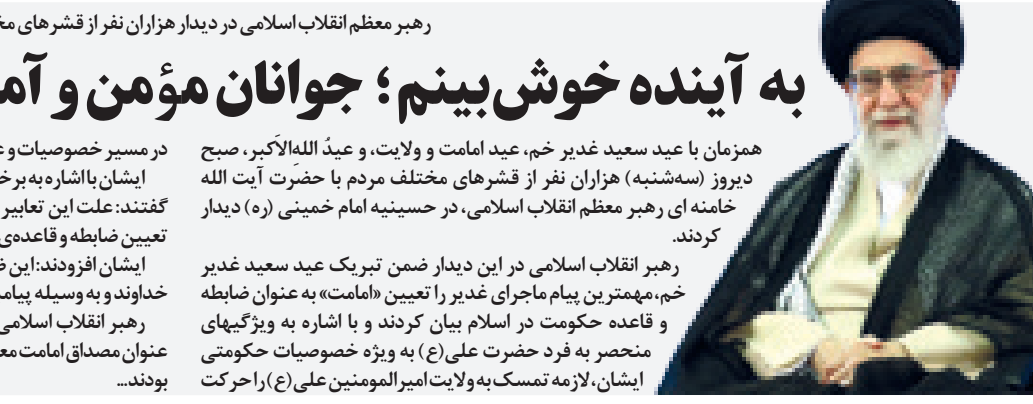 رهبر معظم انقلاب اسلامی در دیدار هزاران نفر از قشرهای
به آینده خوش‌بینم؛ جوانان مؤمن و
همزمان با عید سعید غدیر خم، عید امامت و ولایت، و عیدُ اللهِ‌الاَکبر، صبح
دیروز (سه‌شنبه) هزاران نفر از قشرهای مختلف مردم با حضرت آیت الله
خامنه ای رهبر معظم انقلاب اسلامی، در حسینیه امام خمینی (ره) دیدار
کردند.
رهبر انقلاب اسلامی در این دیدار ضمن تبریک عید سعید غدیر
خم،مهمترین پیام ماجرای غدیر را تعیین «امامت» به عنوان ضابطه
و قاعده حکومت در اسلام بیان کردند و با اشاره به ویژگیهای
منحصر به فرد حضرت علی(ع) به ویژه خصوصیات حکومتی
ایشان،لازمه تمسک به ولایت امیرالمومنین علی(ع) را حرکت
در مسیر خصوصیات و
ایشان با اشاره به برخ
گفتند: علت این تعابیر
تعیین ضابطه و قاعده‌ی
ایشان افزودند: این
خداوند و به وسیله پیام
رهبر انقلاب اسلامی
عنوان مصداق امامت
بودند...